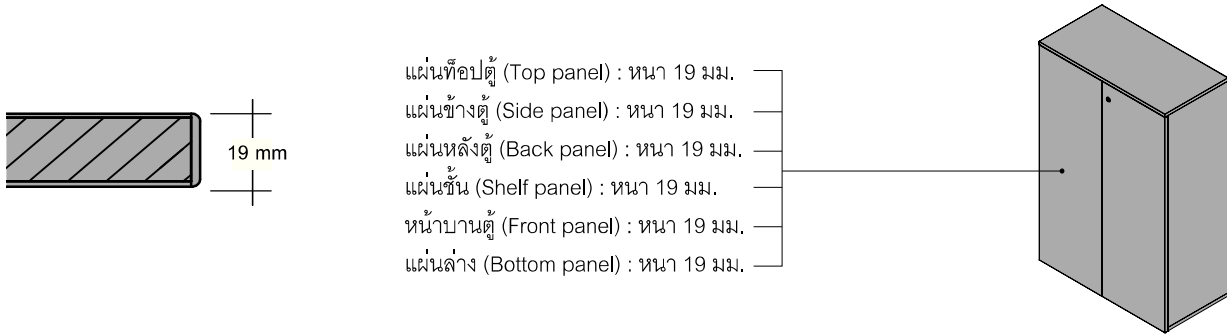 แผ่นท็อปตู้ (Top panel) : หนา 19 มม.
แผ่นข้างตู้ (Side panel) : หนา 19 มม.
19 mm
แผ่นหลังตู้ (Back panel) : หนา 19 มม.
แผ่นชั้น (Shelf panel) : หนา 19 มม.
หน้าบานตู้ (Front panel) : หนา 19 มม.
แผ่นล่าง (Bottom panel) : หนา 19 มม.